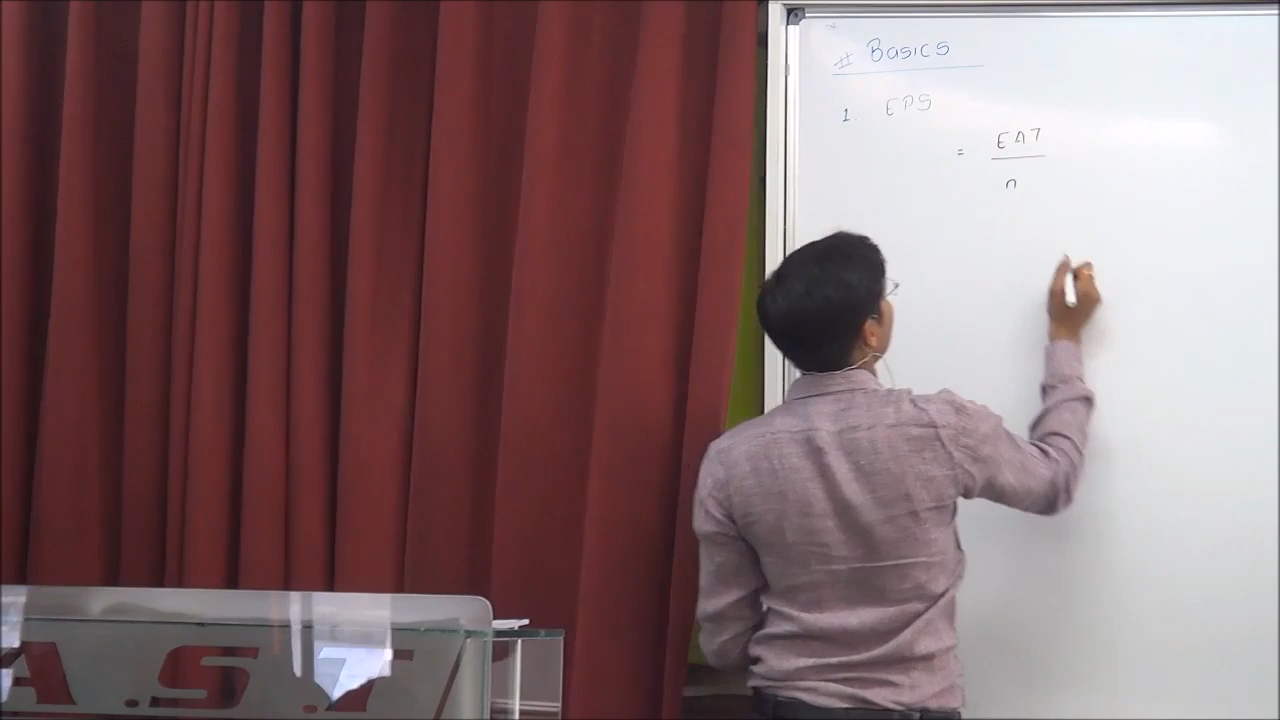 # Basics
1. EPS
= EAT
n
A.S.T